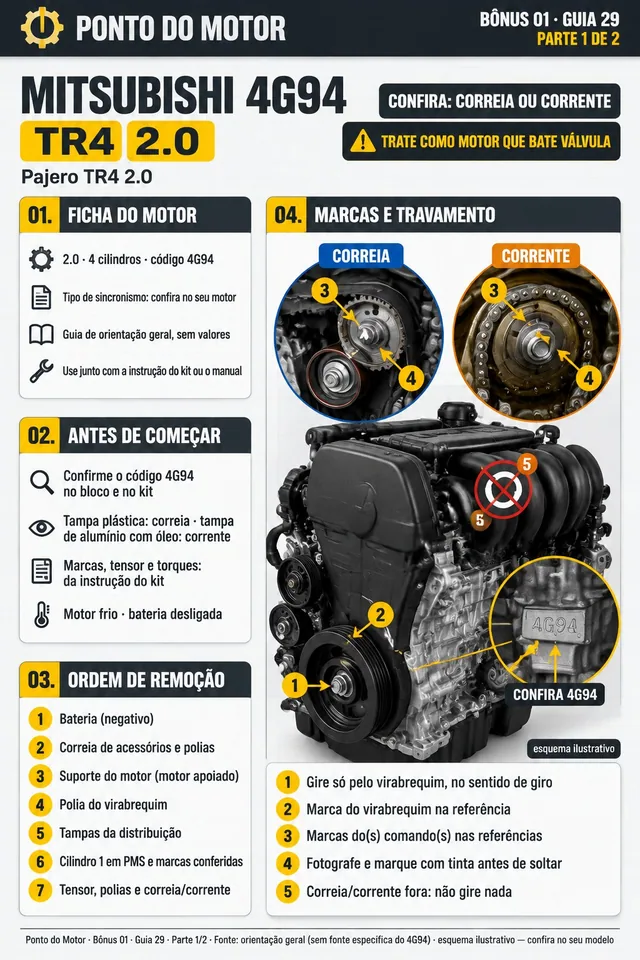 PONTO DO MOTOR
BÔNUS 01 · GUIA 29
PARTE 1 DE 2
MITSUBISHI 4G94
TR4 2.0
Pajero TR4 2.0
CONFIRA: CORREIA OU CORRENTE
TRATE COMO MOTOR QUE BATE VÁLVULA
01. FICHA DO MOTOR
2.0 · 4 cilindros · código 4G94
Tipo de sincronismo: confira no seu motor
Guia de orientação geral, sem valores
Use junto com a instrução do kit ou o manual
02. ANTES DE COMEÇAR
Confirme o código 4G94
no bloco e no kit
Tampa plástica: correia · tampa
de alumínio com óleo: corrente
Marcas, tensor e torques:
da instrução do kit
Motor frio · bateria desligada
03. ORDEM DE REMOÇÃO
1 Bateria (negativo)
2 Correia de acessórios e polias
3 Suporte do motor (motor apoiado)
4 Polia do virabrequim
5 Tampas da distribuição
6 Cilindro 1 em PMS e marcas conferidas
7 Tensor, polias e correia/corrente
04. MARCAS E TRAVAMENTO
CORREIA
CORRENTE
3
4
3
4
5
5
2
1
4G94
CONFIRA 4G94
esquema ilustrativo
1 Gire só pelo virabrequim, no sentido de giro
2 Marca do virabrequim na referência
3 Marcas do(s) comando(s) nas referências
4 Fotografe e marque com tinta antes de soltar
5 Correia/corrente fora: não gire nada
Ponto do Motor · Bônus 01 · Guia 29 · Parte 1/2 · Fonte: orientação geral (sem fonte específica do 4G94) · esquema ilustrativo — confira no seu modelo